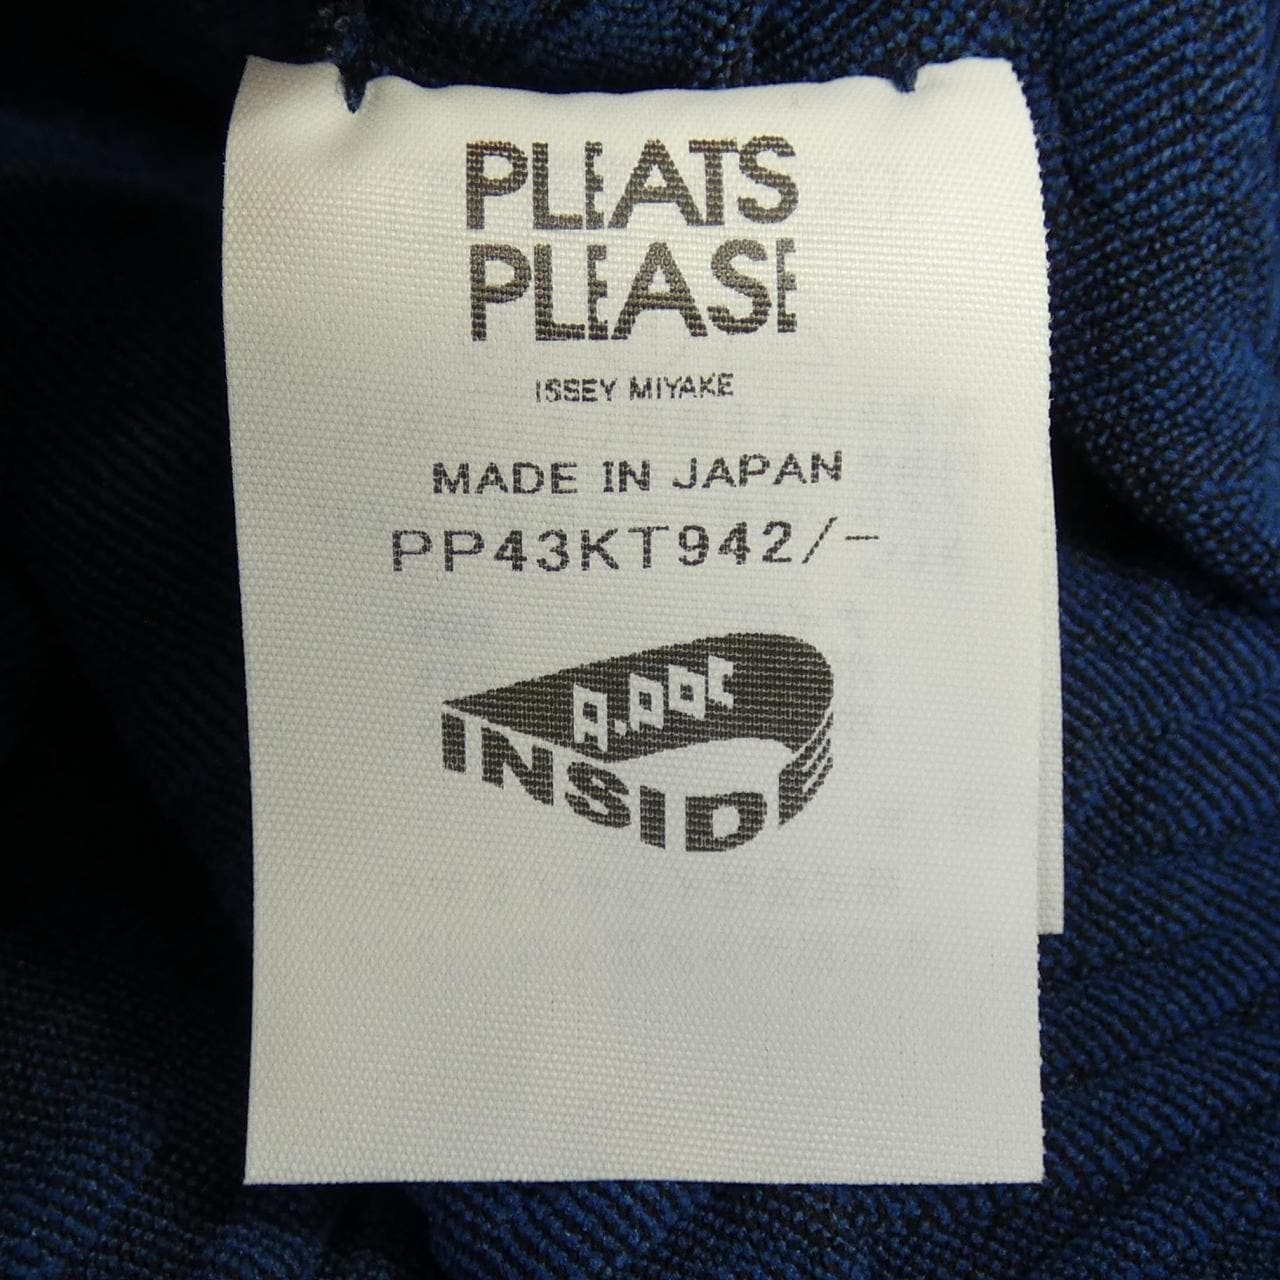 PLEATS
PLEASE
ISSEY MIYAKE
MADE IN JAPAN
PP43KT942/-
A.POC
INSIDE